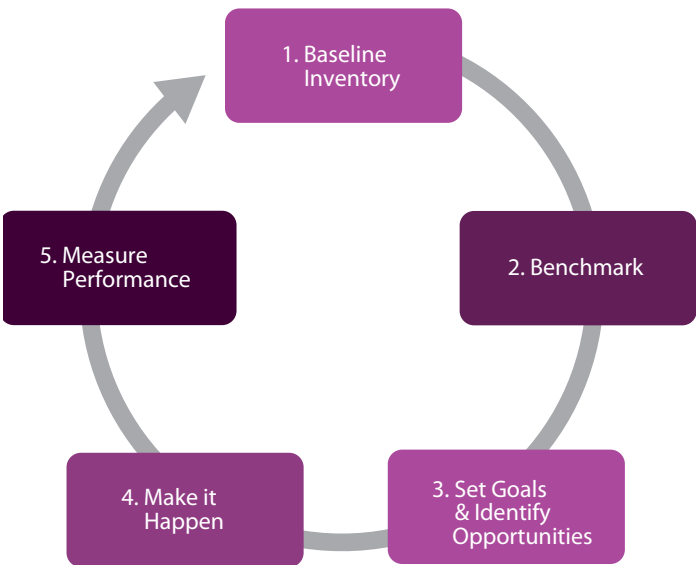 1. Baseline
Inventory
2. Benchmark
3. Set Goals
& Identify
Opportunities
4. Make it
Happen
5. Measure
Performance